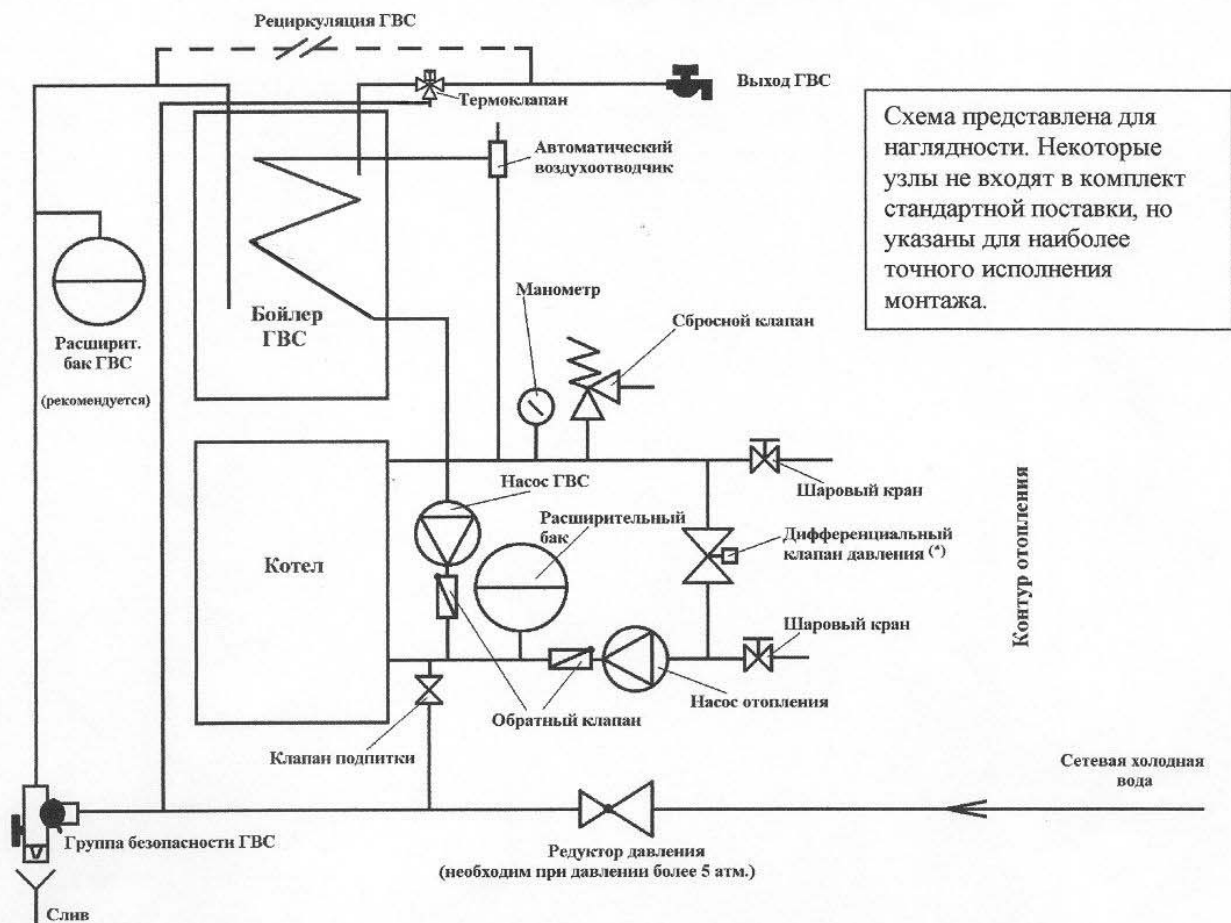 Рециркуляция ГВС
Выход ГВС
Термоклапан
Автоматический
воздухоотводчик
Схема представлена для
наглядности. Некоторые
узлы не входят в комплект
стандартной поставки, но
указаны для наиболее
точного исполнения
монтажа.
Расширит.
бак ГВС
(рекомендуется)
Бойлер
ГВС
Манометр
Сбросной клапан
Шаровый кран
Насос ГВС
Расширительный
бак
Дифференциальный
клапан давления (*)
Котел
Контур отопления
Шаровый кран
Насос отопления
Обратный клапан
Клапан подпитки
Сетевая холодная
вода
Группа безопасности ГВС
Редуктор давления
(необходим при давлении более 5 атм.)
Слив